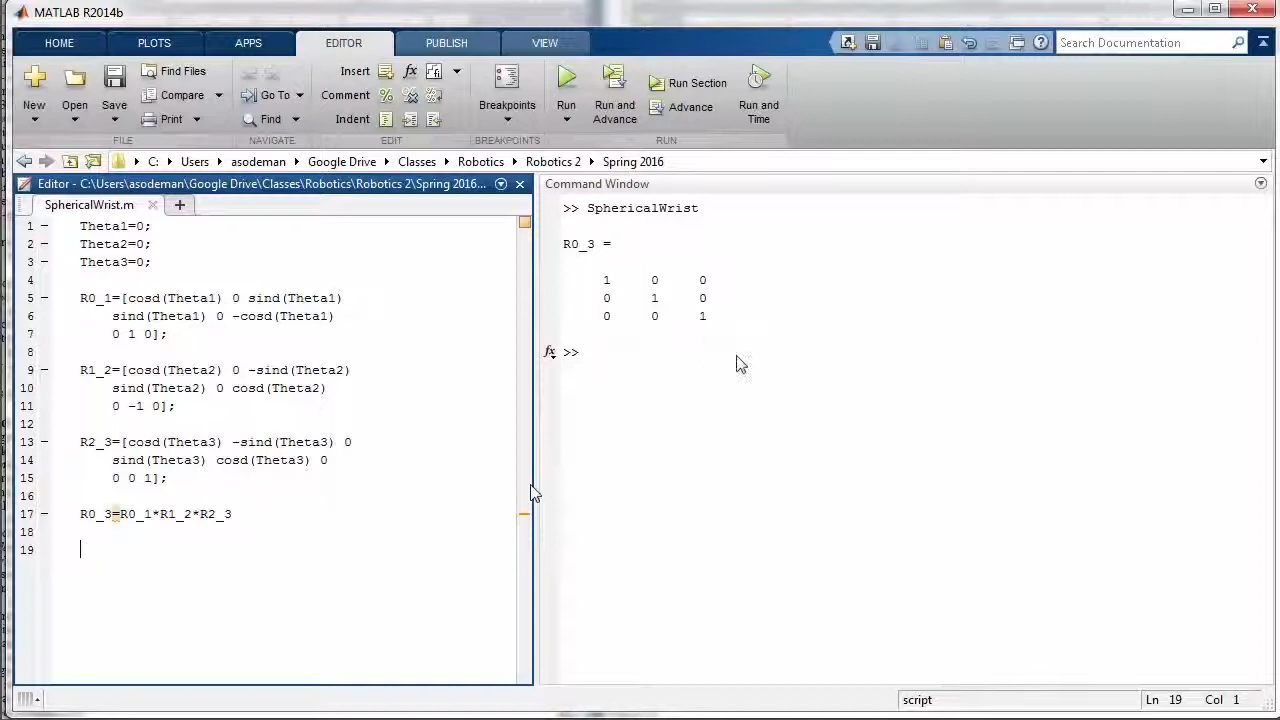 MATLAB R2014b
HOME PLOTS APPS EDITOR PUBLISH VIEW Search Documentation
Find Files Insert fx Run Section
Compare Go To Comment % Advance
New Open Save Print Find Indent Breakpoints Run Run and Advance Run and Time
FILE NAVIGATE EDIT BREAKPOINTS RUN
C: Users asodeman Google Drive Classes Robotics Robotics 2 Spring 2016
Editor - C:\Users\asodeman\Google Drive\Classes\Robotics\Robotics 2\Spring 2016...
SphericalWrist.m
1 Theta1=0;
2 Theta2=0;
3 Theta3=0;
4
5 R0_1=[cosd(Theta1) 0 sind(Theta1)
6 sind(Theta1) 0 -cosd(Theta1)
7 0 1 0];
8
9 R1_2=[cosd(Theta2) 0 -sind(Theta2)
10 sind(Theta2) 0 cosd(Theta2)
11 0 -1 0];
12
13 R2_3=[cosd(Theta3) -sind(Theta3) 0
14 sind(Theta3) cosd(Theta3) 0
15 0 0 1];
16
17 R0_3=R0_1*R1_2*R2_3
18
19
Command Window
>> SphericalWrist
R0_3 =
1 0 0
0 1 0
0 0 1
fx >>
script Ln 19 Col 1